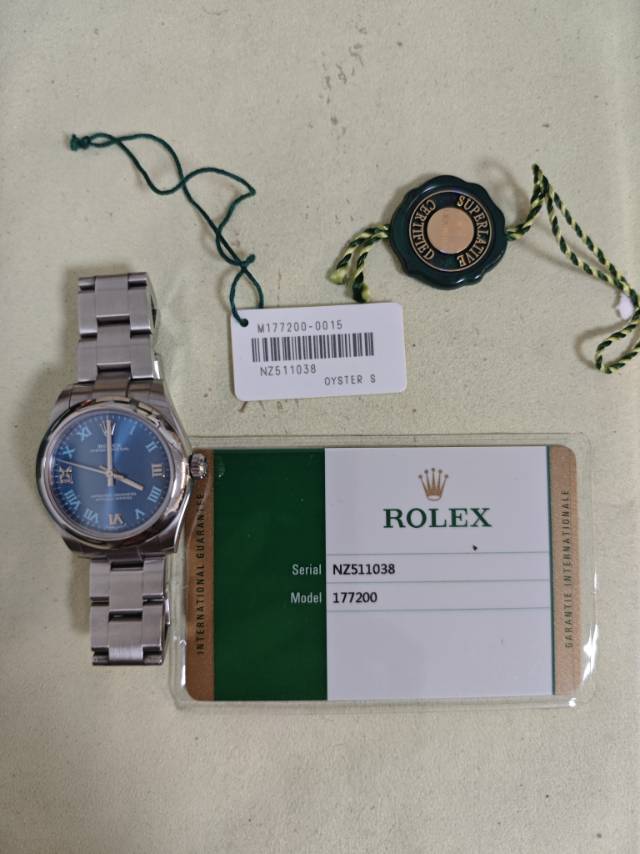 SUPERLATIVE
CERTIFIED
M177200-0015
NZ511038
OYSTER S
INTERNATIONAL GUARANTEE
ROLEX
Serial NZ511038
Model 177200
GARANTIE INTERNATIONALE